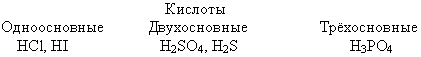 Кислоты
Одноосновные Двухосновные Трёхосновные
HCl, HI H₂SO₄, H₂S H₃PO₄